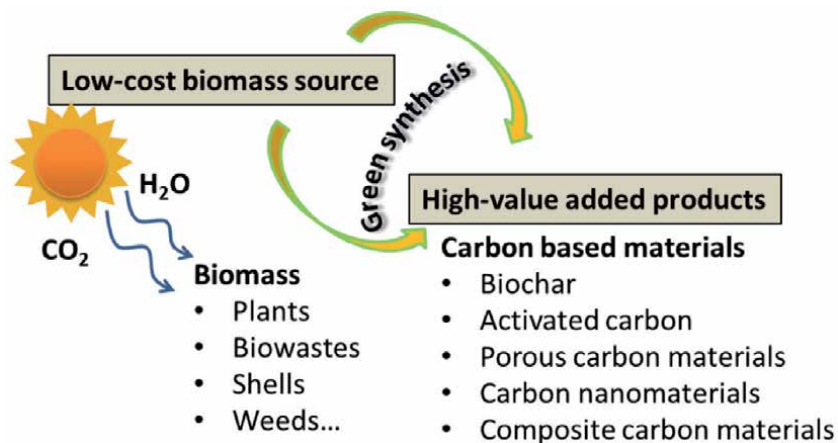 Low-cost biomass source
Green synthesis
H₂O
CO₂
High-value added products
Biomass
• Plants
• Biowastes
• Shells
• Weeds...
Carbon based materials
• Biochar
• Activated carbon
• Porous carbon materials
• Carbon nanomaterials
• Composite carbon materials